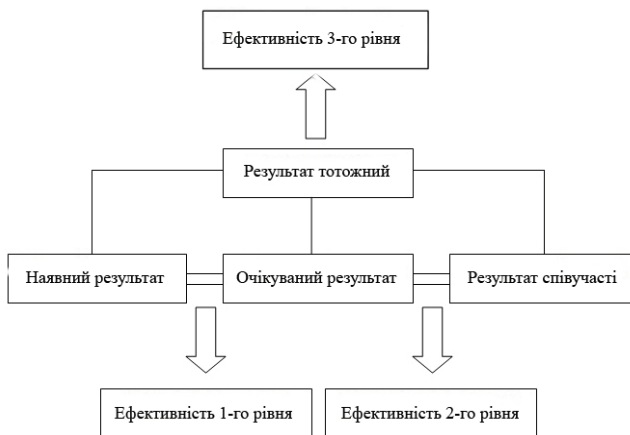 Ефективність 3-го рівня
Результат тотожний
Наявний результат
Очікуваний результат
Результат співучасті
Ефективність 1-го рівня
Ефективність 2-го рівня